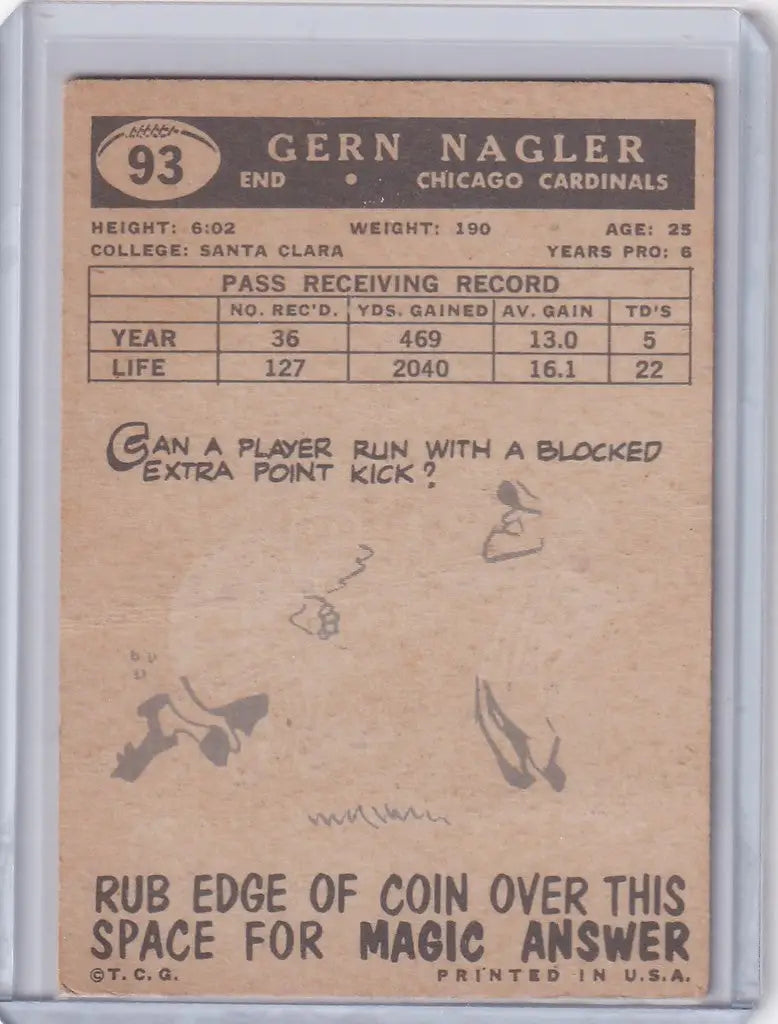 93
GERN NAGLER
END • CHICAGO CARDINALS
HEIGHT: 6:02 WEIGHT: 190 AGE: 25
COLLEGE: SANTA CLARA YEARS PRO: 6
PASS RECEIVING RECORD
NO. REC'D. YDS. GAINED AV. GAIN TD'S
YEAR 36 469 13.0 5
LIFE 127 2040 16.1 22
CAN A PLAYER RUN WITH A BLOCKED
EXTRA POINT KICK?
RUB EDGE OF COIN OVER THIS
SPACE FOR MAGIC ANSWER
©T. C. G. PRINTED IN U.S.A.